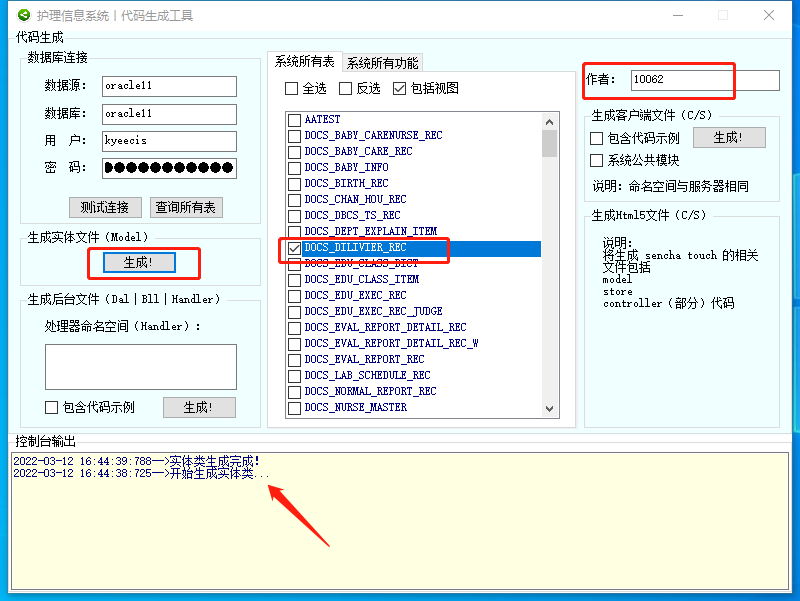 护理信息系统 | 代码生成工具
代码生成
数据库连接
数据源： oracle11
数据库： oracle11
用 户： kyeecis
密 码： ●●●●●●●●●●●
测试连接 查询所有表
生成实体文件（Model）
生成!
生成后台文件（Dal｜Bll｜Handler）
处理器命名空间（Handler）：
包含代码示例 生成!
系统所有表 系统所有功能
全选 反选 包括视图
AATEST
DOCS_BABY_CARENURSE_REC
DOCS_BABY_CARE_REC
DOCS_BABY_INFO
DOCS_BIRTH_REC
DOCS_CHAN_HOU_REC
DOCS_DBCS_TS_REC
DOCS_DEPT_EXPLAIN_ITEM
DOCS_DILIVIER_REC
DOCS_EDU_CLASS_DICT
DOCS_EDU_CLASS_ITEM
DOCS_EDU_EXEC_REC
DOCS_EDU_EXEC_REC_JUDGE
DOCS_EVAL_REPORT_DETAIL_REC
DOCS_EVAL_REPORT_DETAIL_REC_W
DOCS_EVAL_REPORT_REC
DOCS_LAB_SCHEDULE_REC
DOCS_NORMAL_REPORT_REC
DOCS_NURSE_MASTER
作者： 10062
生成客户端文件（C/S）
包含代码示例 生成!
系统公共模块
说明：命名空间与服务器相同
生成Html5文件（C/S）
说明：
将生成 sencha touch 的相关
文件包括
model
store
controller（部分）代码
控制台输出
2022-03-12 16:44:39:788-->实体类生成完成!
2022-03-12 16:44:38:725-->开始生成实体类...